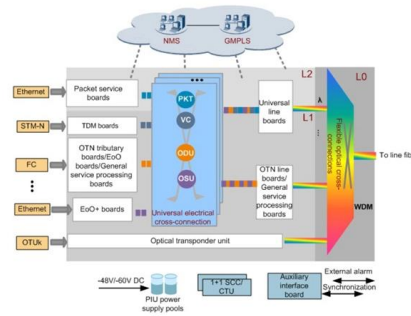 NMS
GMPLS
L2
L0
Ethernet
Packet service
boards
PKT
Universal
line boards
L1
STM-N
TDM boards
VC
FC
OTN tributary
boards/EoO
boards/General
service processing
boards
ODU
OTN line
boards/
General
service
processing
boards
Flexible optical cross-
connections
To line fib
Ethernet
EoO+ boards
OSU
Universal electrical
cross-connection
WDM
OTUk
Optical transponder unit
-48V/-60V DC
PIU power
supply pools
1+1 SCC/
CTU
Auxiliary
interface
board
External alarm
Synchronization